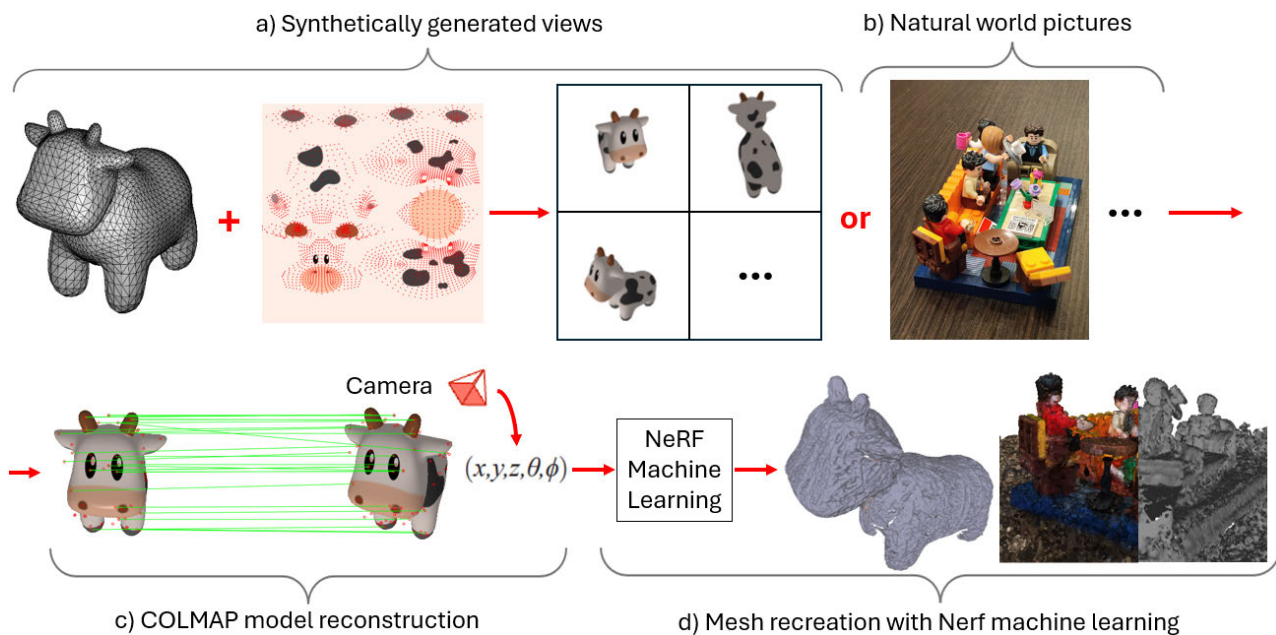 a) Synthetically generated views
b) Natural world pictures
+
or
...
...
Camera
(x,y,z,θ,ϕ)
NeRF
Machine
Learning
c) COLMAP model reconstruction
d) Mesh recreation with Nerf machine learning